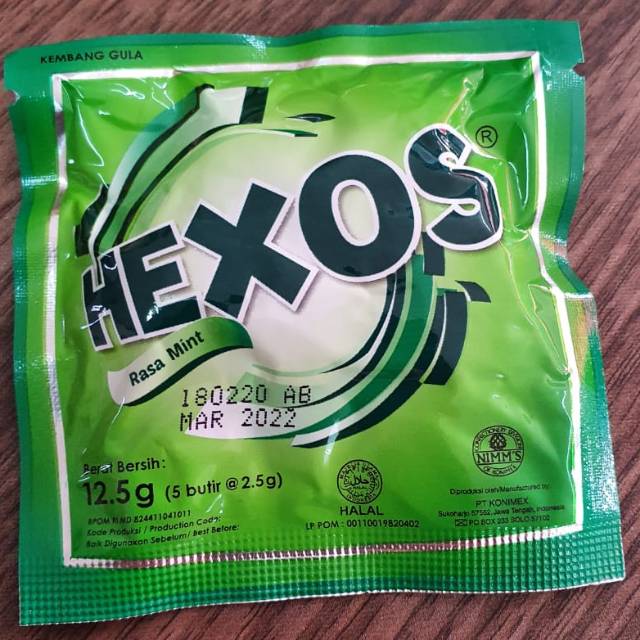 KEMBANG GULA
HEXOS®
Rasa Mint
180220 AB
MAR 2022
Berat Bersih:
12.5g (5 butir @ 2.5g)
BPOM RI MD 824411041011
Kode Produksi / Production Code:
Baik Digunakan Sebelum/ Best Before:
HALAL
LP POM : 00110019820402
NIMM'S
Diproduksi oleh/Manufactured by:
PT KONIMEX
Sukoharjo 57552, Jawa Tengah, Indonesia
PO BOX 233 SOLO 57102